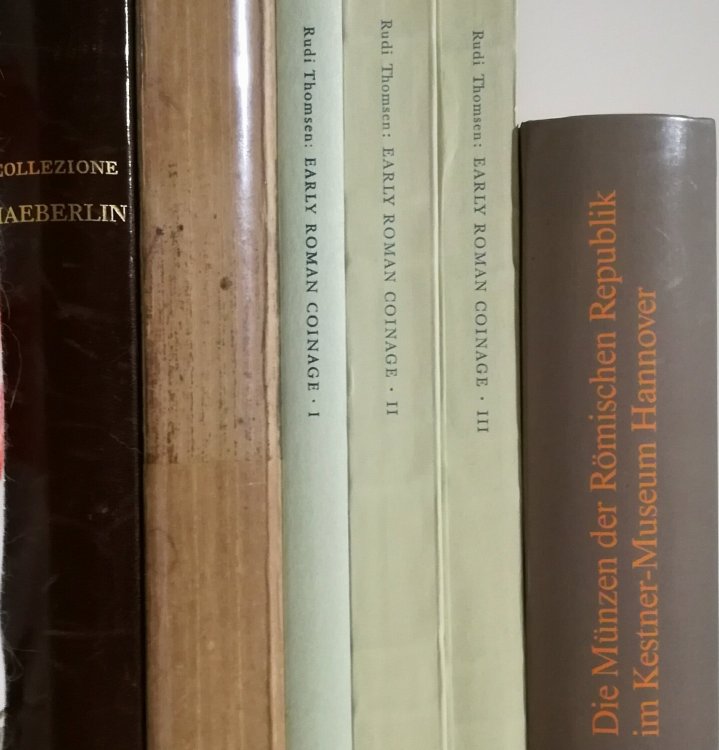 COLLEZIONE
HAEBERLIN
Rudi Thomsen: EARLY ROMAN COINAGE · I
Rudi Thomsen: EARLY ROMAN COINAGE · II
Rudi Thomsen: EARLY ROMAN COINAGE · III
Die Münzen der Römischen Republik
im Kestner-Museum Hannover